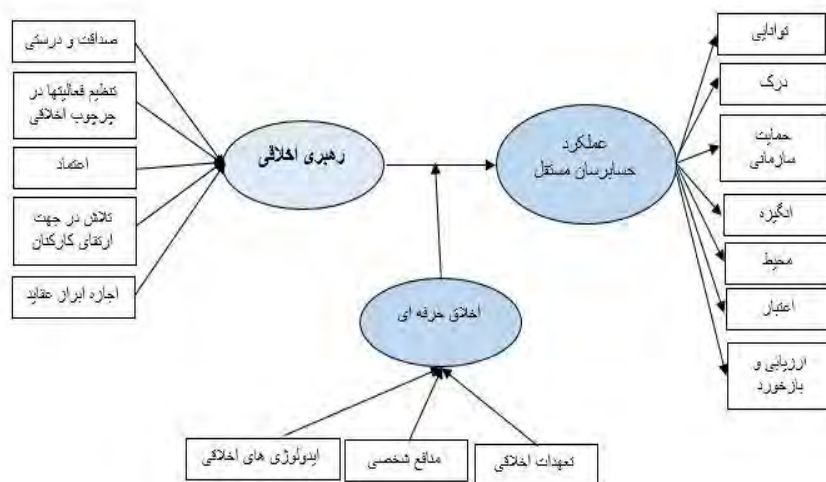 صداقت و درستی
تنظیم فعالیتها در
چرچوب اخلاقی
اعتماد
تلاش در جهت
ارتقای کارکنان
اجازه ابراز عقاید
رهبری اخلاقی
عملکرد
حسابرسان مستقل
توانایی
درک
حمایت
سازمانی
انگیزه
محیط
اعتبار
ارزیابی و
بازخورد
اخلاق حرفه ای
تعهدات اخلاقی
منافع شخصی
ایدولوژی های اخلاقی